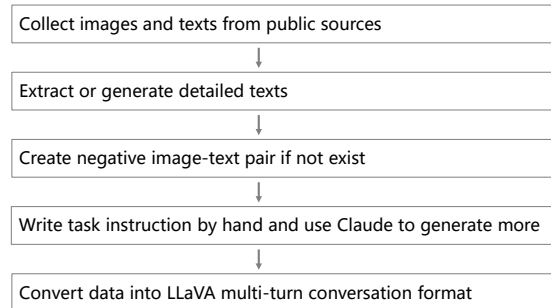 Collect images and texts from public sources
Extract or generate detailed texts
Create negative image-text pair if not exist
Write task instruction by hand and use Claude to generate more
Convert data into LLaVA multi-turn conversation format